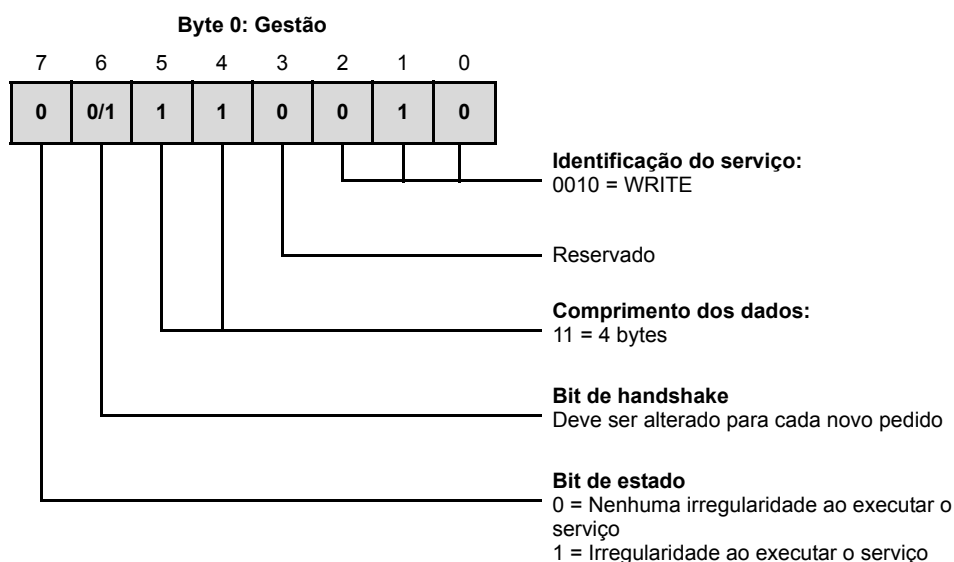 Byte 0: Gestão
7 6 5 4 3 2 1 0
0 0/1 1 1 0 0 1 0
Identificação do serviço:
0010 = WRITE
Reservado
Comprimento dos dados:
11 = 4 bytes
Bit de handshake
Deve ser alterado para cada novo pedido
Bit de estado
0 = Nenhuma irregularidade ao executar o
serviço
1 = Irregularidade ao executar o serviço